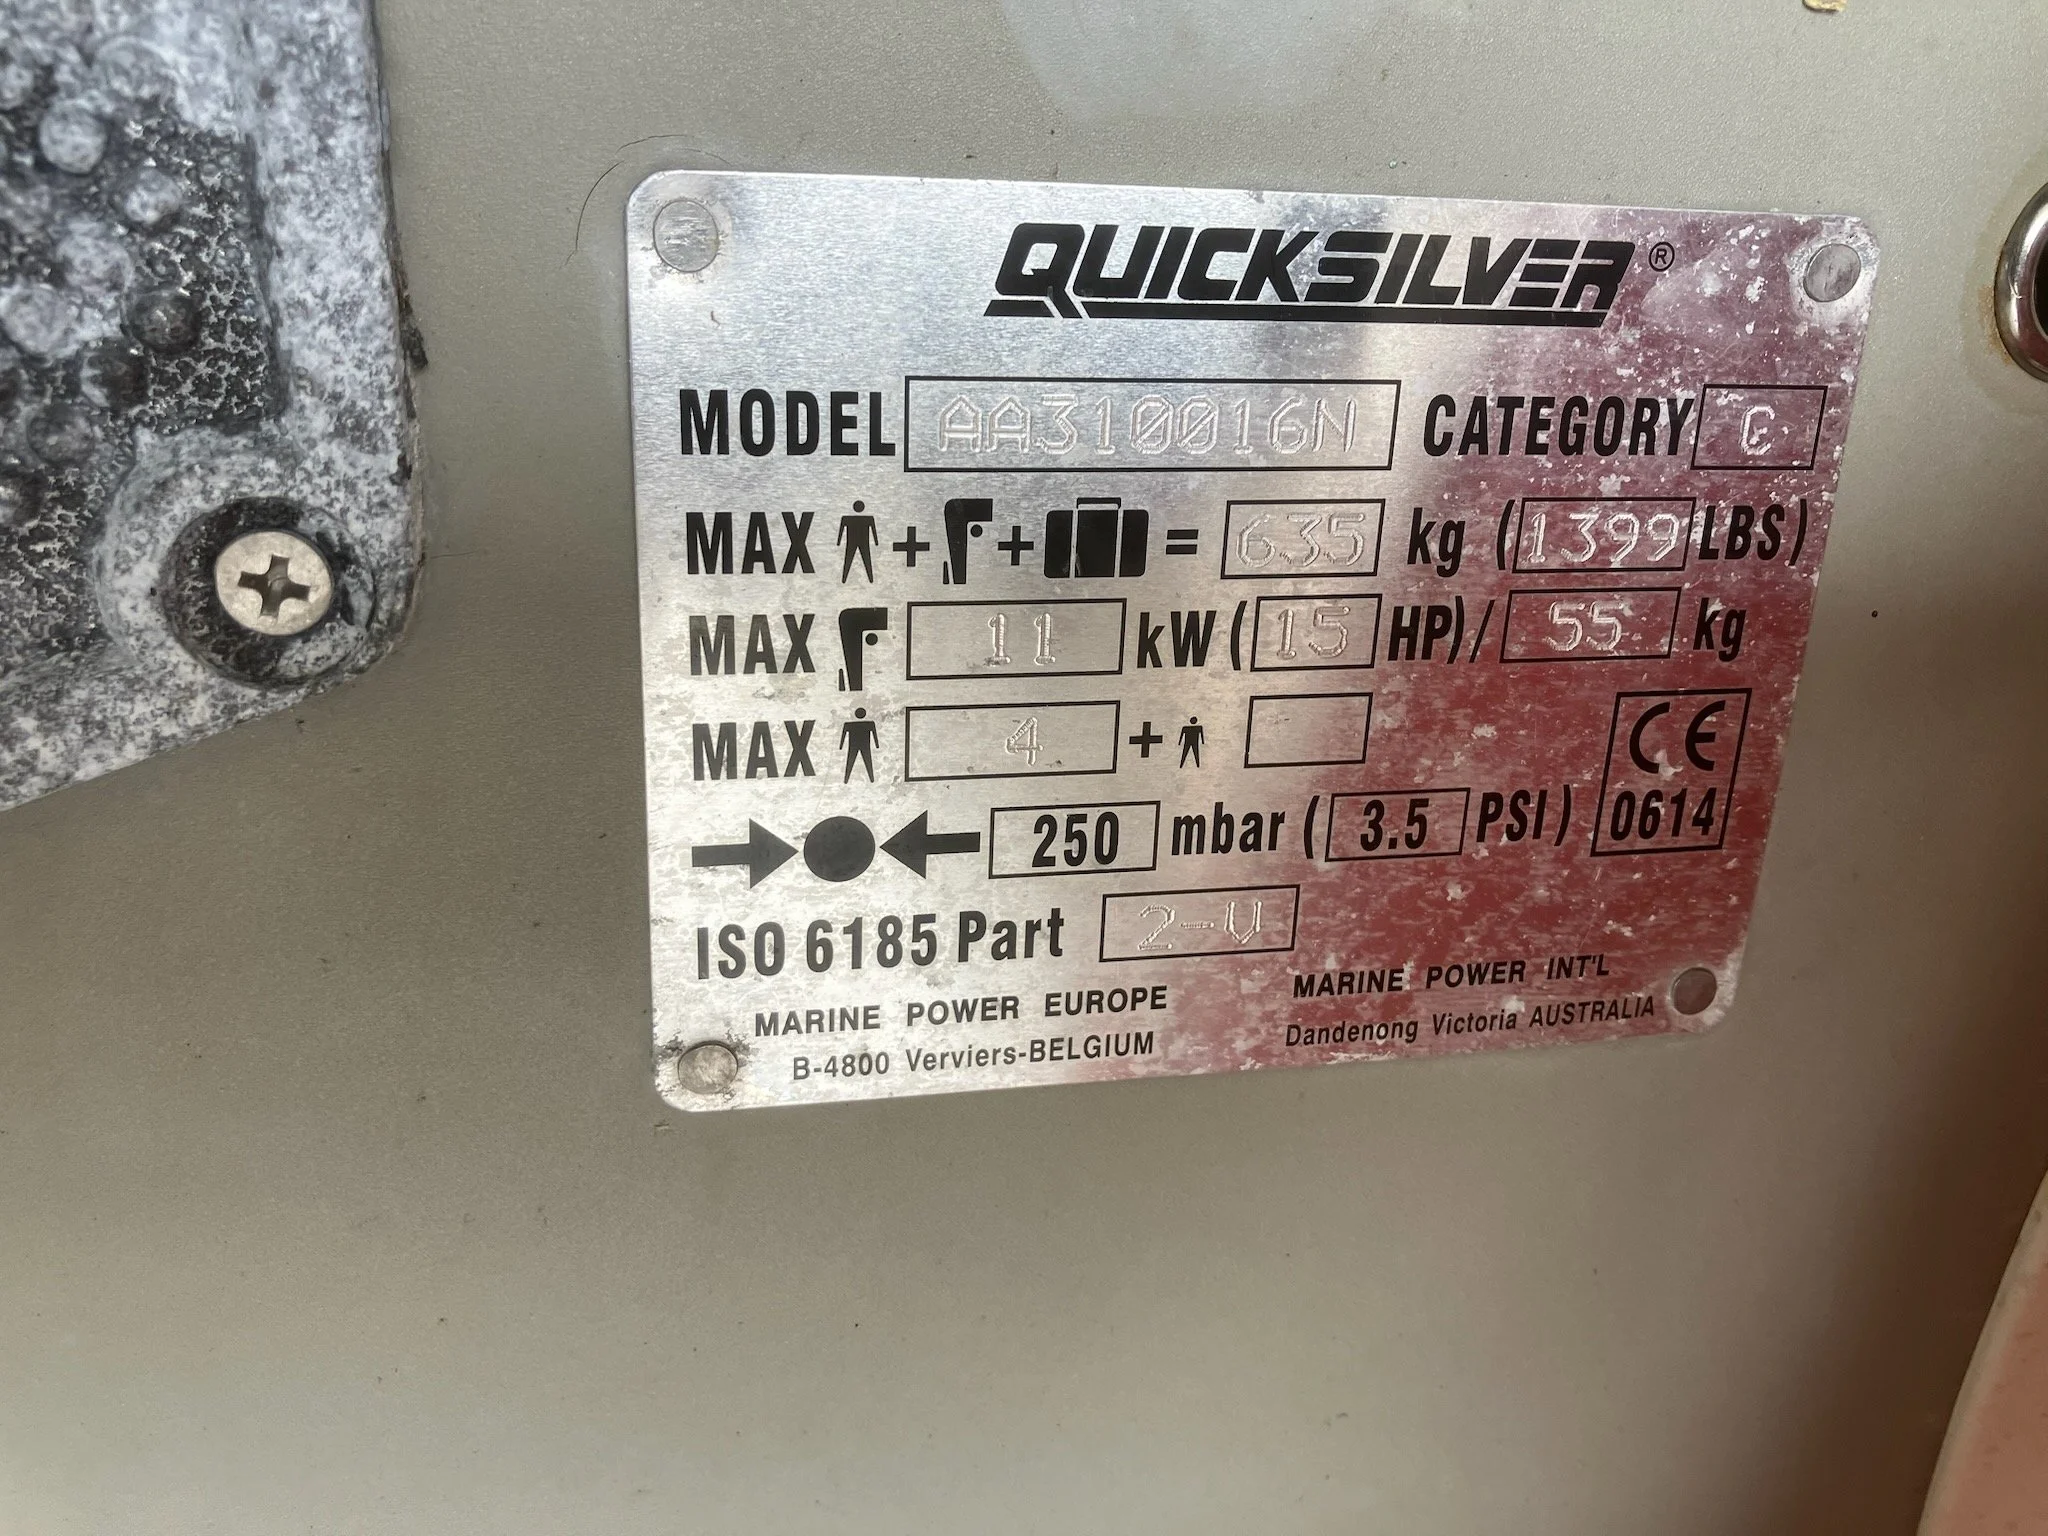 QUICKSILVER®
MODEL AA310016N CATEGORY C
MAX + + = 635 kg (1399 LBS)
MAX 11 kW (15 HP)/ 55 kg
MAX 4 +
CE
250 mbar (3.5 PSI) 0614
ISO 6185 Part 2-V
MARINE POWER EUROPE MARINE POWER INT'L
B-4800 Verviers-BELGIUM Dandenong Victoria AUSTRALIA